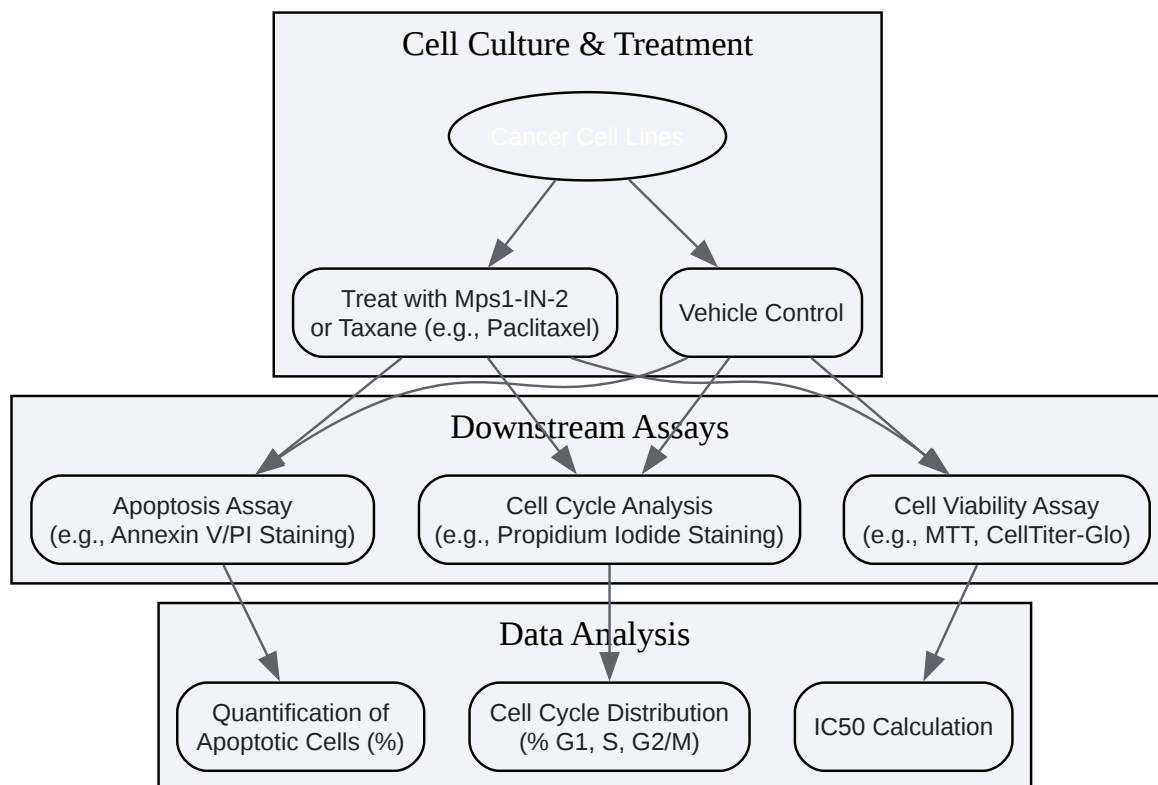 Cell Culture & Treatment
Cancer Cell Lines
Treat with Mps1-IN-2
or Taxane (e.g., Paclitaxel)
Vehicle Control
Downstream Assays
Apoptosis Assay
(e.g., Annexin V/PI Staining)
Cell Cycle Analysis
(e.g., Propidium Iodide Staining)
Cell Viability Assay
(e.g., MTT, CellTiter-Glo)
Data Analysis
Quantification of
Apoptotic Cells (%)
Cell Cycle Distribution
(% G1, S, G2/M)
IC50 Calculation